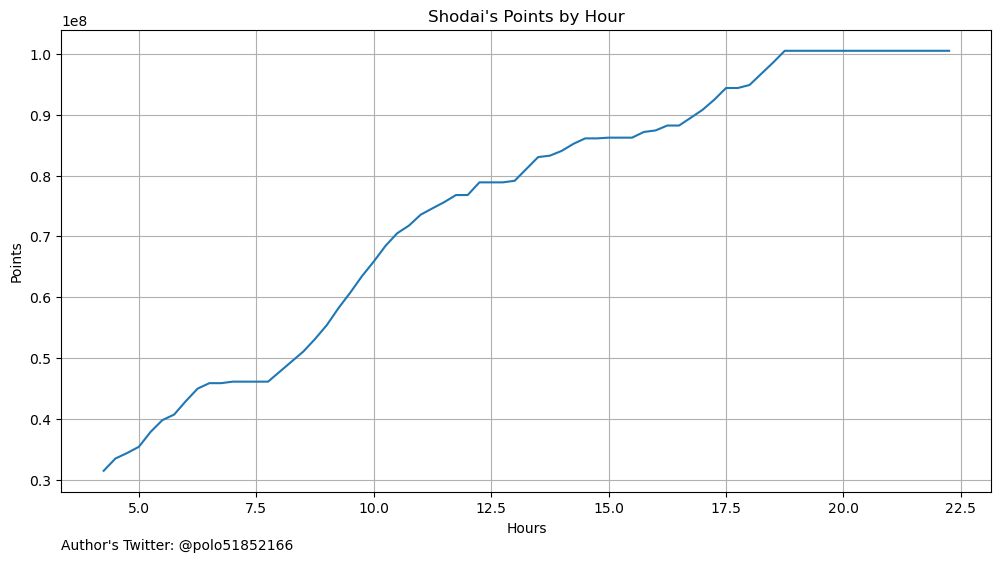 Shodai's Points by Hour
1e8
1.0
0.9
0.8
0.7
0.6
0.5
0.4
0.3
Points
5.0 7.5 10.0 12.5 15.0 17.5 20.0 22.5
Hours
Author's Twitter: @polo51852166